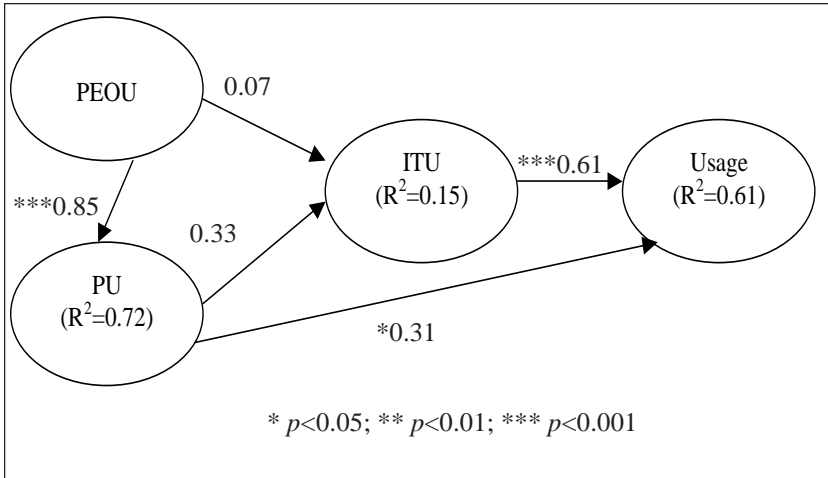 PEOU
0.07
ITU
(R²=0.15)
***0.61
Usage
(R²=0.61)
***0.85
0.33
PU
(R²=0.72)
*0.31
* p<0.05; ** p<0.01; *** p<0.001